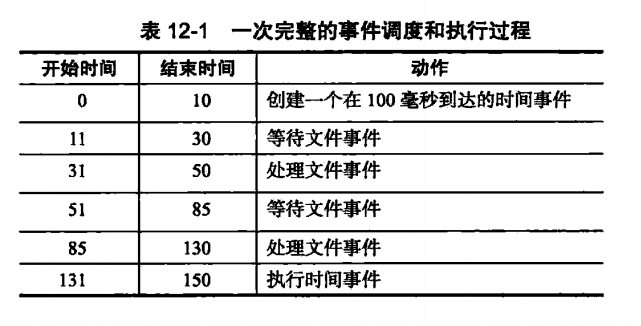 表 12-1 一次完整的事件调度和执行过程
开始时间 结束时间 动作
0 10 创建一个在 100 毫秒到达的时间事件
11 30 等待文件事件
31 50 处理文件事件
51 85 等待文件事件
85 130 处理文件事件
131 150 执行时间事件